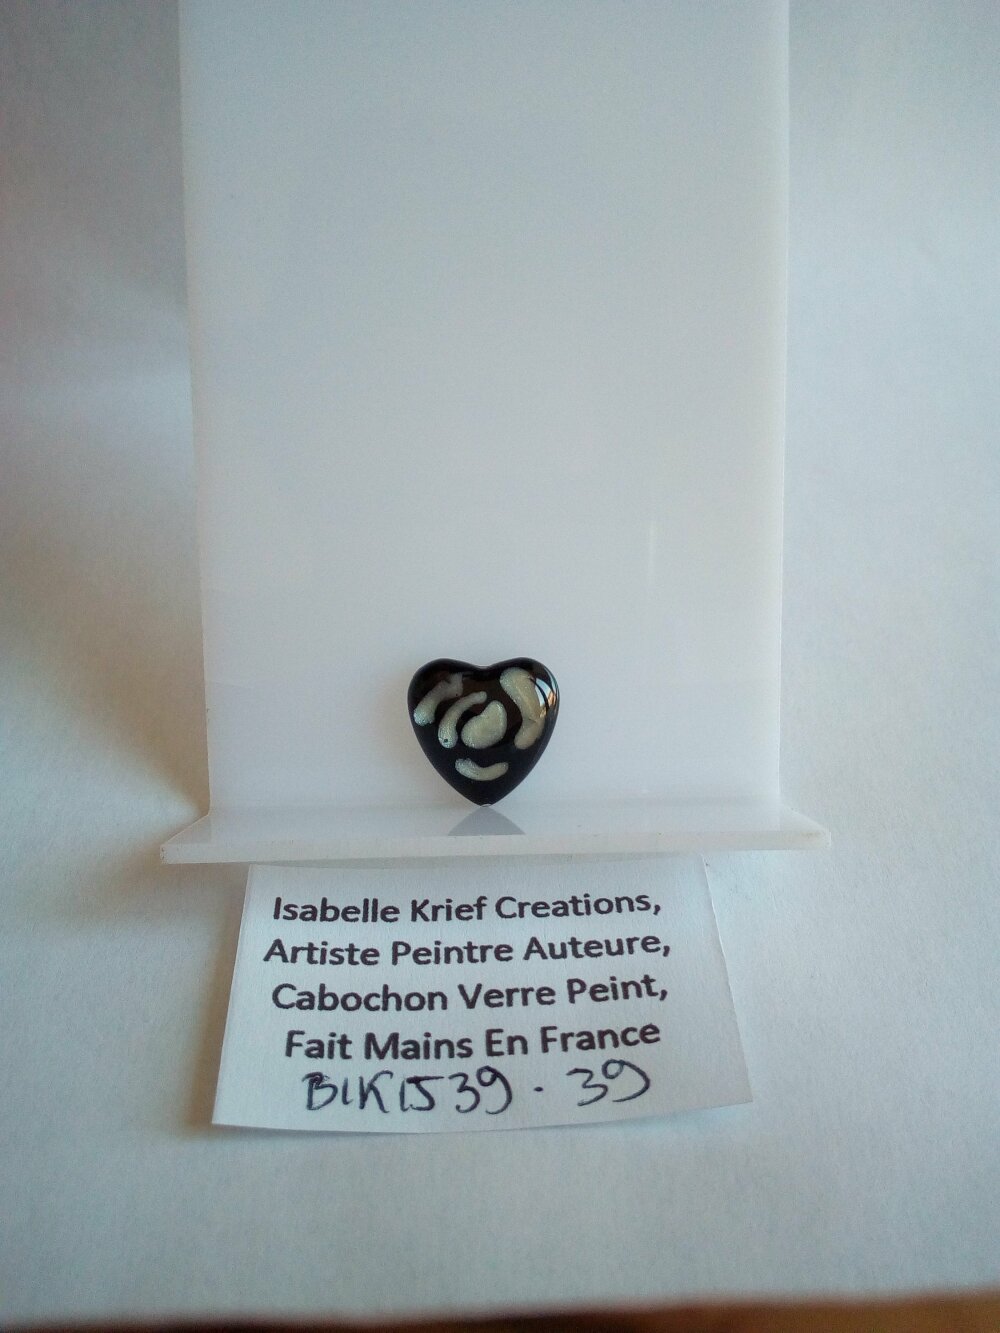 Isabelle Krief Creations,
Artiste Peintre Auteure,
Cabochon Verre Peint,
Fait Mains En France
BIK1539 . 39